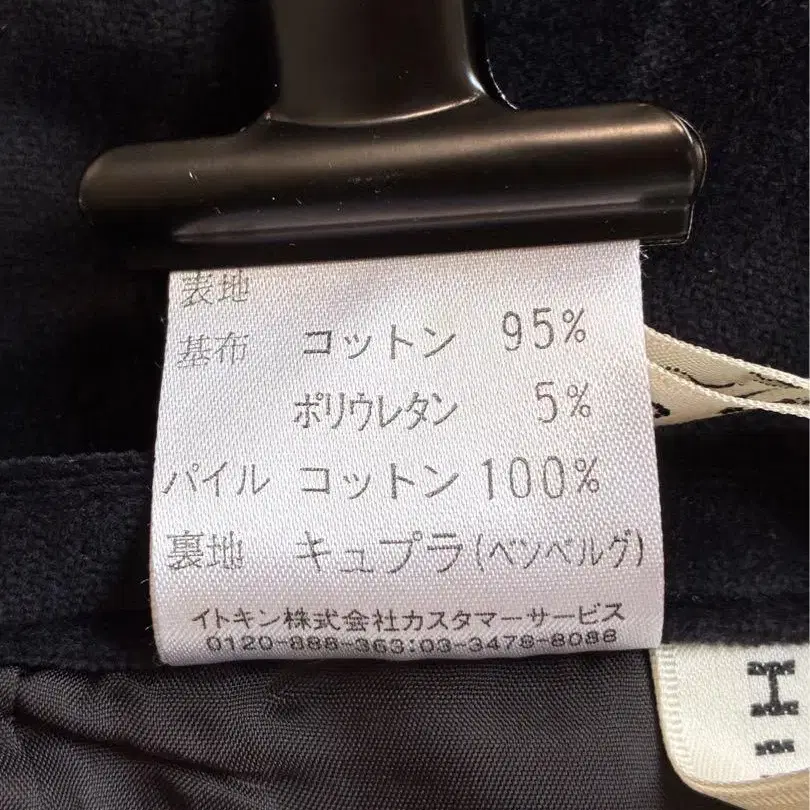 表地
基布 コットン 95%
ポリウレタン 5%
パイル コットン 100%
裏地 キュプラ(ベンベルグ)
イトキン株式会社カスタマーサービス
0120-888-363:03-3478-8088